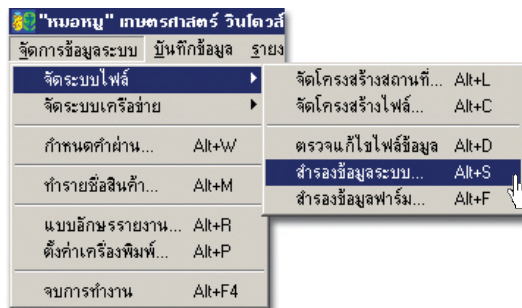 "หมอหมู" เกษตรศาสตร์ วินโดวส์
จัดการข้อมูลระบบ บันทึกข้อมูล รายง
จัดระบบไฟล์
จัดระบบเครือข่าย
กำหนดคำผ่าน... Alt+W
ทำรายชื่อสินค้า... Alt+M
แบบอักษรรายงาน... Alt+R
ตั้งค่าเครื่องพิมพ์... Alt+P
จบการทำงาน Alt+F4
จัดโครงสร้างสถานที่... Alt+L
จัดโครงสร้างไฟล์... Alt+C
ตรวจแก้ไขไฟล์ข้อมูล Alt+D
สำรองข้อมูลระบบ... Alt+S
สำรองข้อมูลฟาร์ม... Alt+F